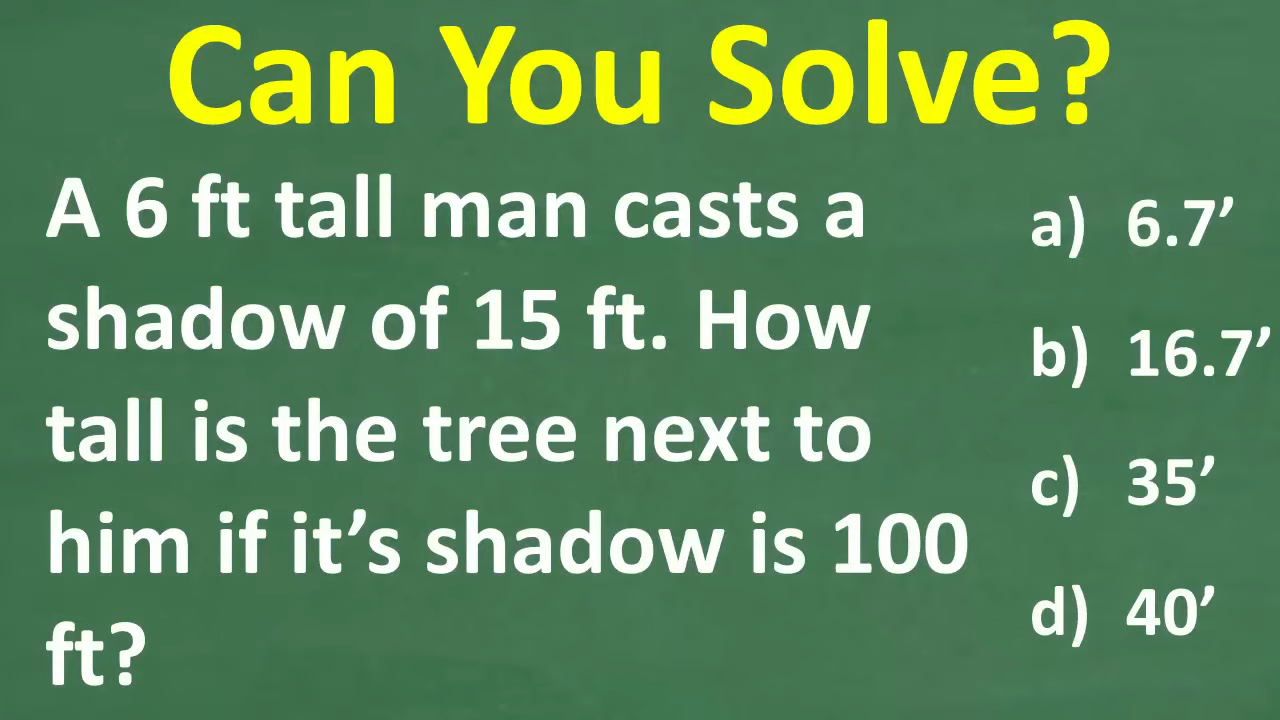 Can You Solve?
A 6 ft tall man casts a
shadow of 15 ft. How
tall is the tree next to
him if it’s shadow is 100
ft?
a) 6.7’
b) 16.7’
c) 35’
d) 40’